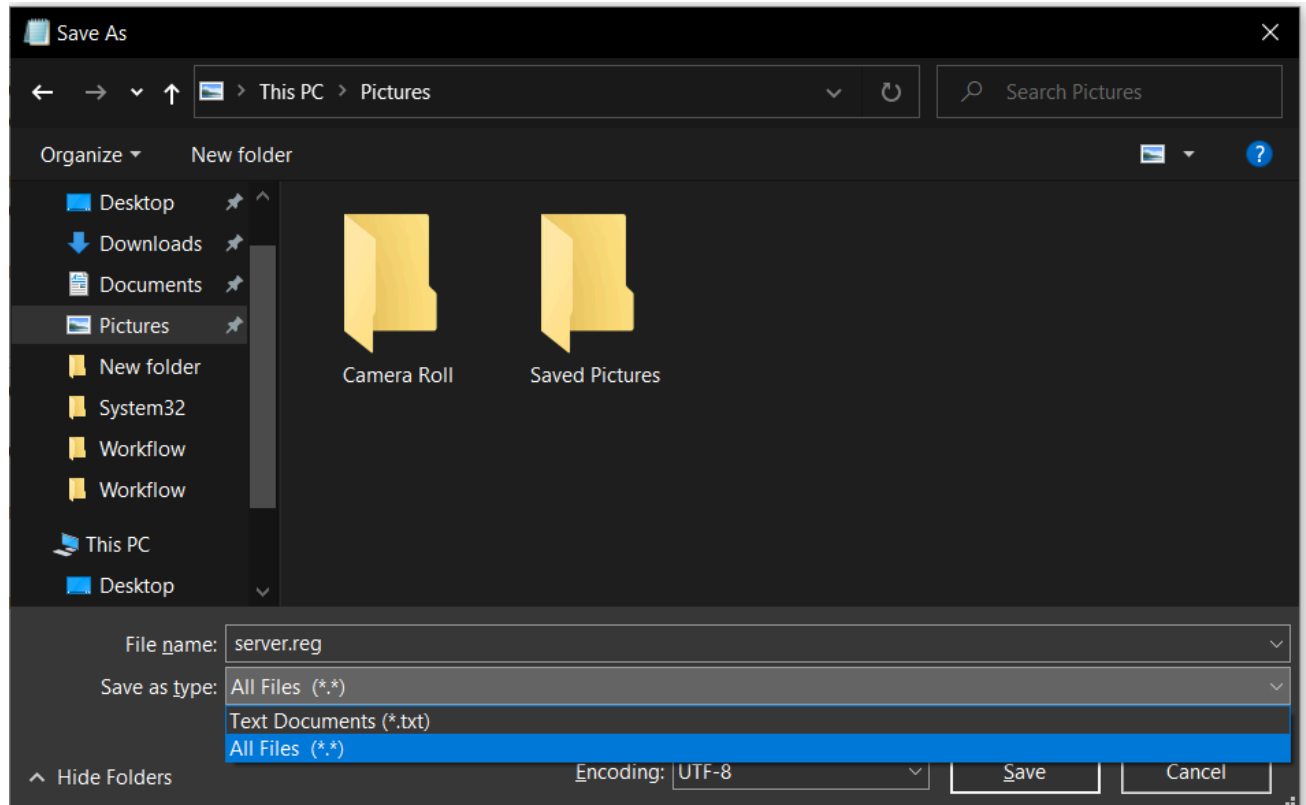 Save As
This PC > Pictures
Search Pictures
Organize
New folder
?
Desktop
Downloads
Documents
Pictures
New folder
System32
Workflow
Workflow
This PC
Desktop
Camera Roll
Saved Pictures
File name: server.reg
Save as type: All Files (*.*)
Text Documents (*.txt)
All Files (*.*)
Hide Folders
Encoding: UTF-8
Save
Cancel